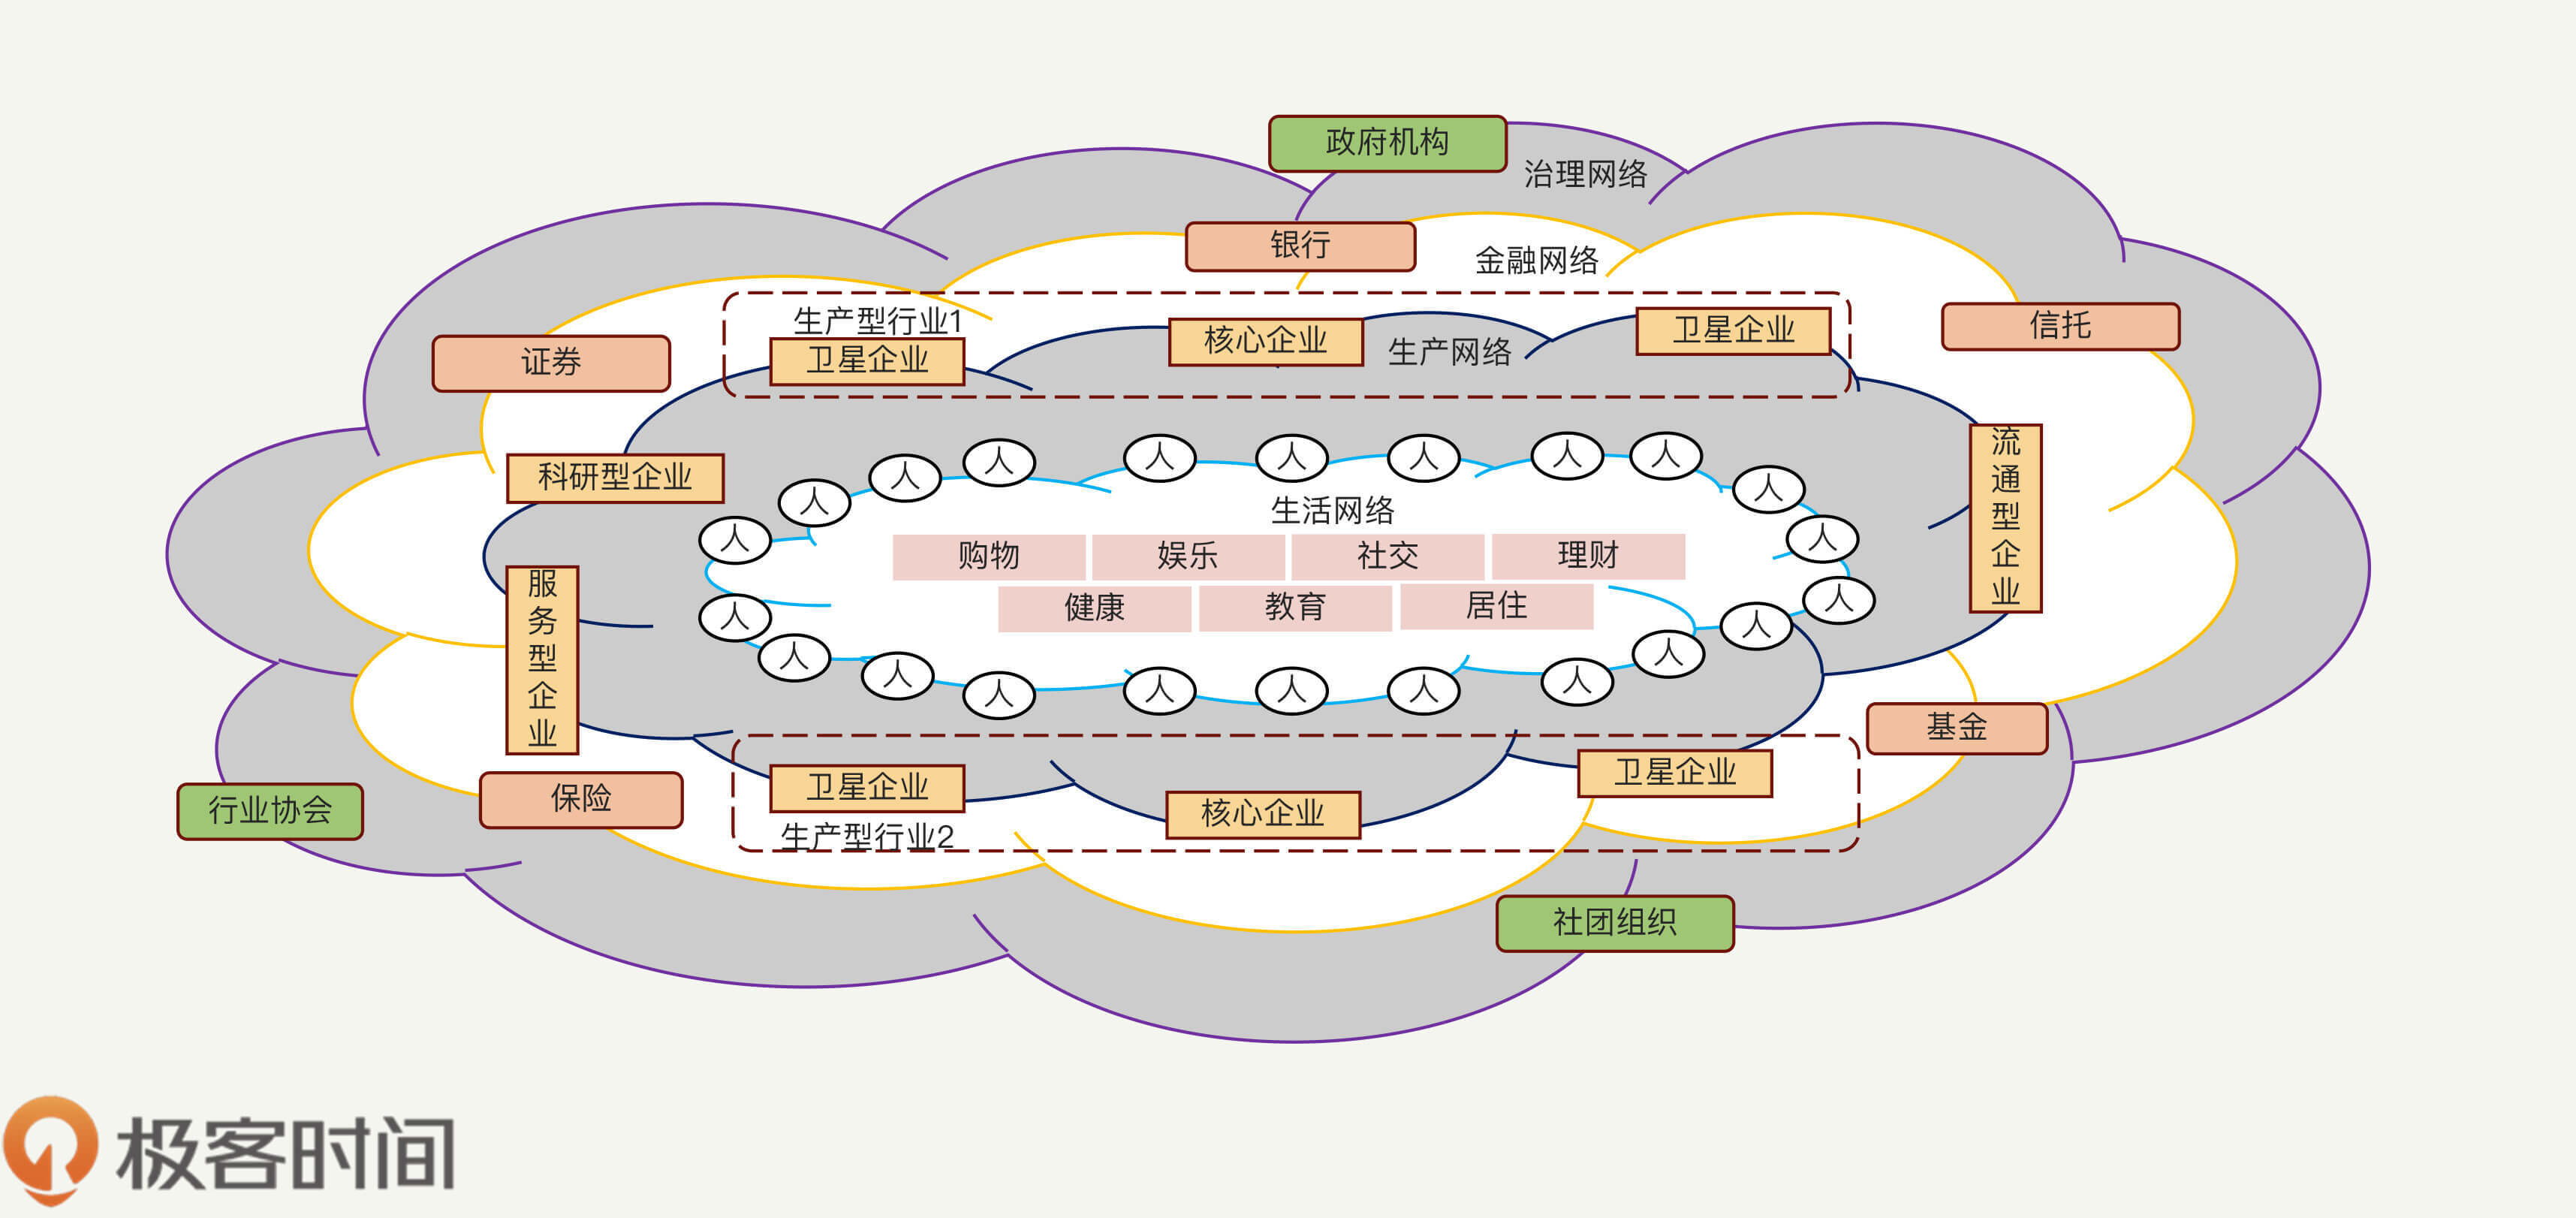 政府机构
治理网络
银行
金融网络
生产型行业1
核心企业
卫星企业
信托
证券
卫星企业
生产网络
科研型企业
流通型企业
人
人
人
人
人
人
人
人
人
人
人
人
生活网络
购物
娱乐
社交
理财
健康
教育
居住
服务型企业
人
人
人
人
人
人
人
人
人
人
基金
行业协会
保险
卫星企业
核心企业
卫星企业
生产型行业2
社团组织
极客时间